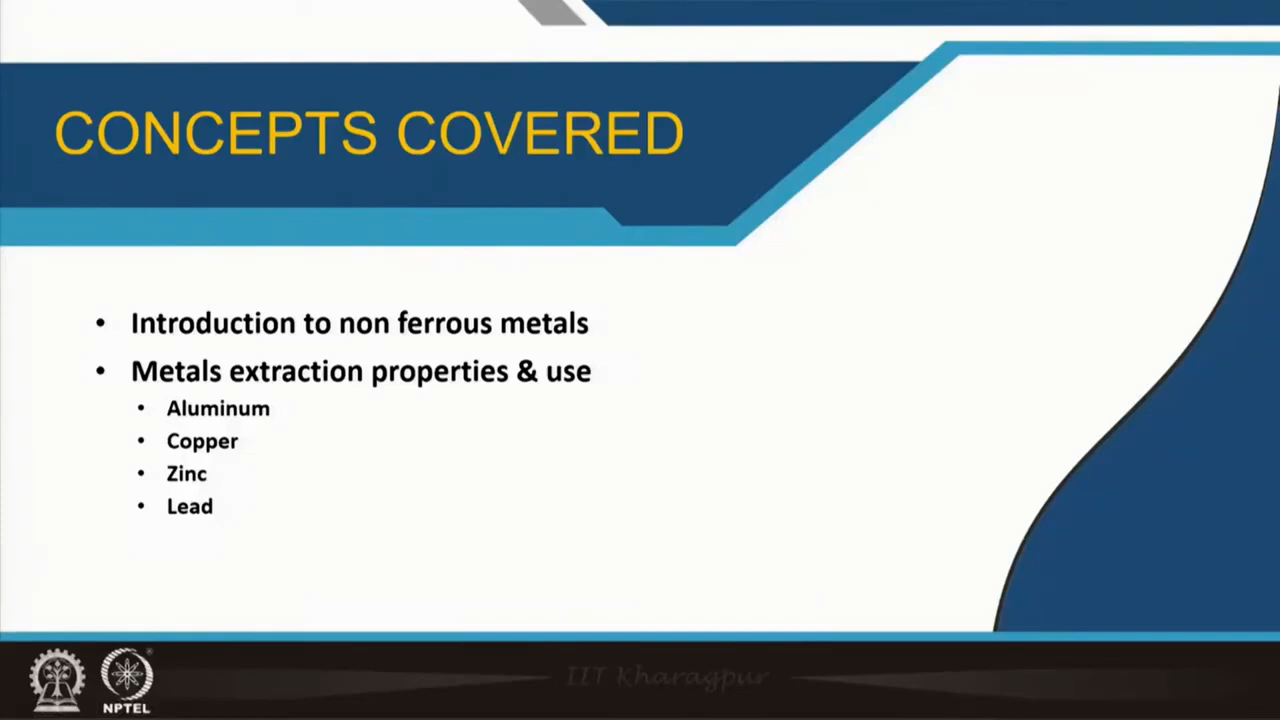 CONCEPTS COVERED
• Introduction to non ferrous metals
• Metals extraction properties & use
• Aluminum
• Copper
• Zinc
• Lead
IIT Kharagpur
NPTEL